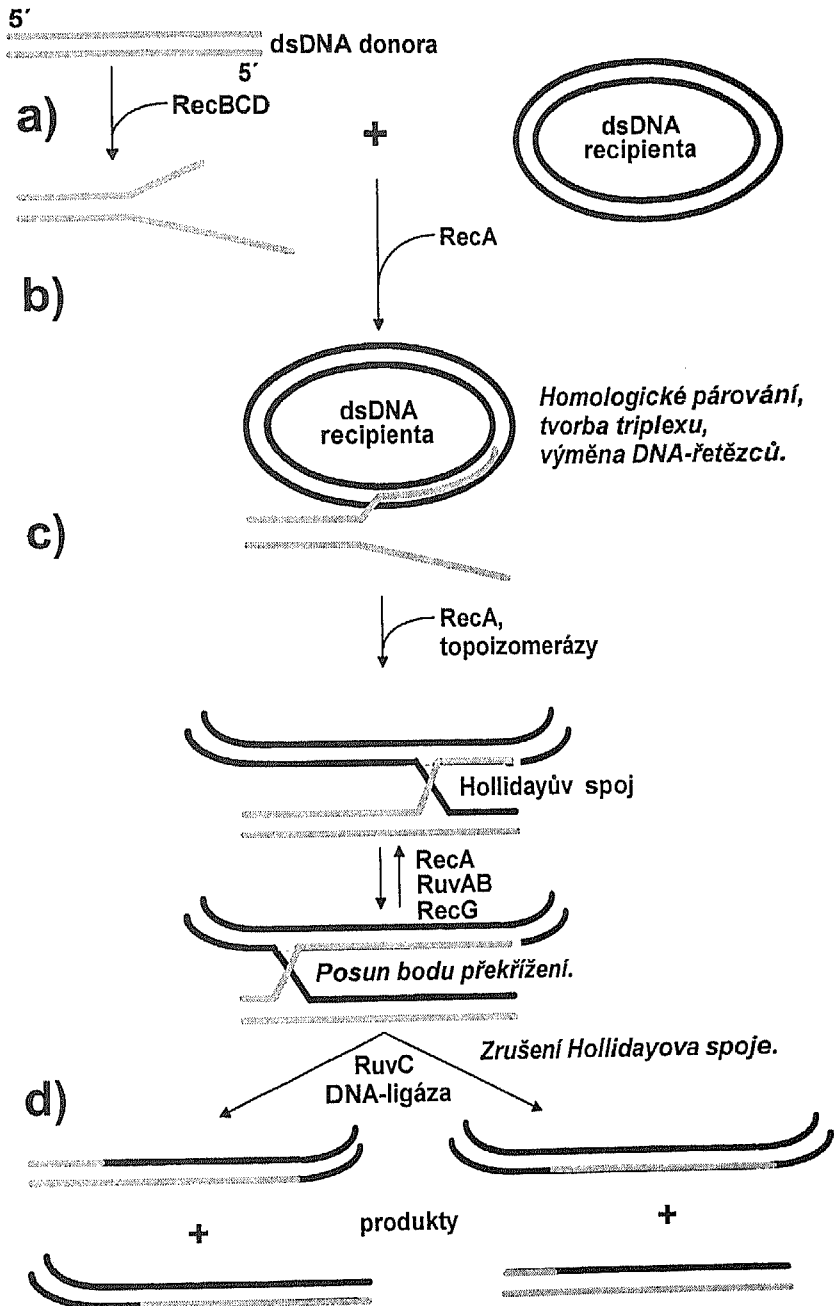 5´
dsDNA donora
5´
a)
RecBCD
+
dsDNA
recipienta
RecA
b)
dsDNA
recipienta
Homologické párování,
tvorba triplexu,
výměna DNA-řetězců.
c)
RecA,
topoizomerázy
Hollidayův spoj
RecA
RuvAB
RecG
Posun bodu překřížení.
Zrušení Hollidayova spoje.
RuvC
DNA-ligáza
d)
+
produkty
+